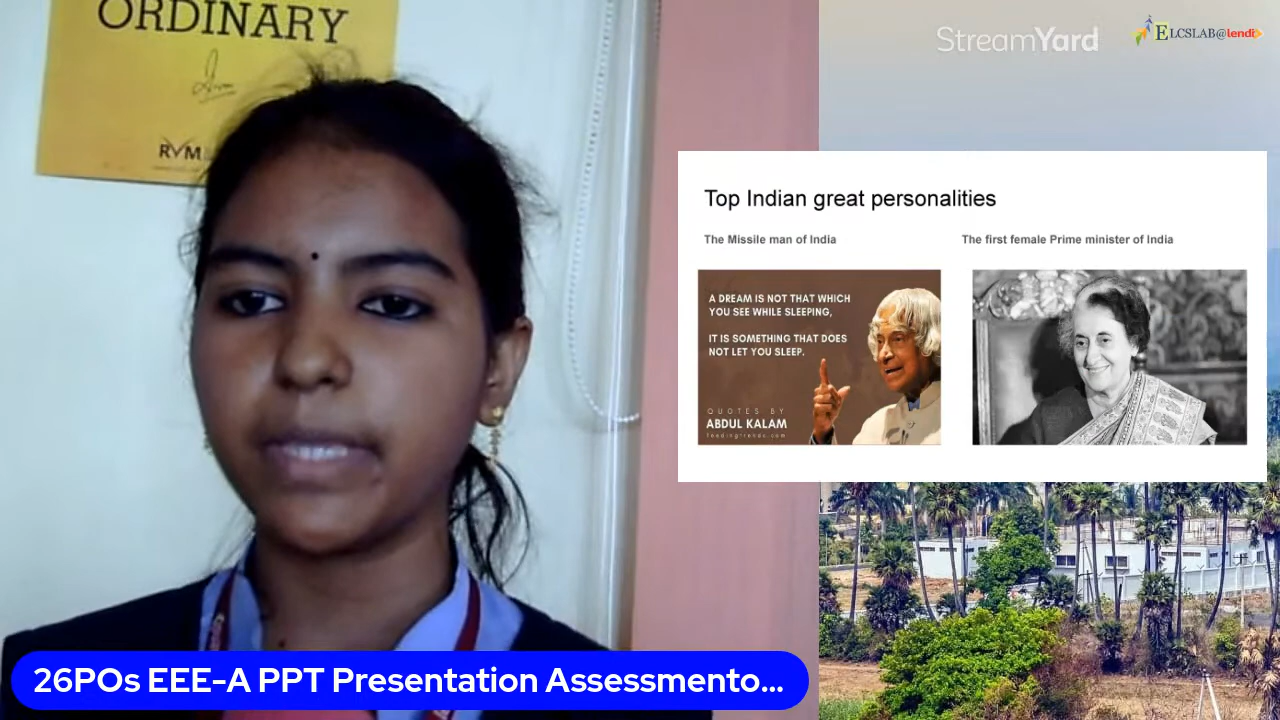 ORDINARY
RVM
StreamYard
ELCSLAB@lendi
Top Indian great personalities
The Missile man of India
The first female Prime minister of India
A DREAM IS NOT THAT WHICH
YOU SEE WHILE SLEEPING,
IT IS SOMETHING THAT DOES
NOT LET YOU SLEEP.
QUOTES BY
ABDUL KALAM
feedingtrends.com
26POs EEE-A PPT Presentation Assessmento...